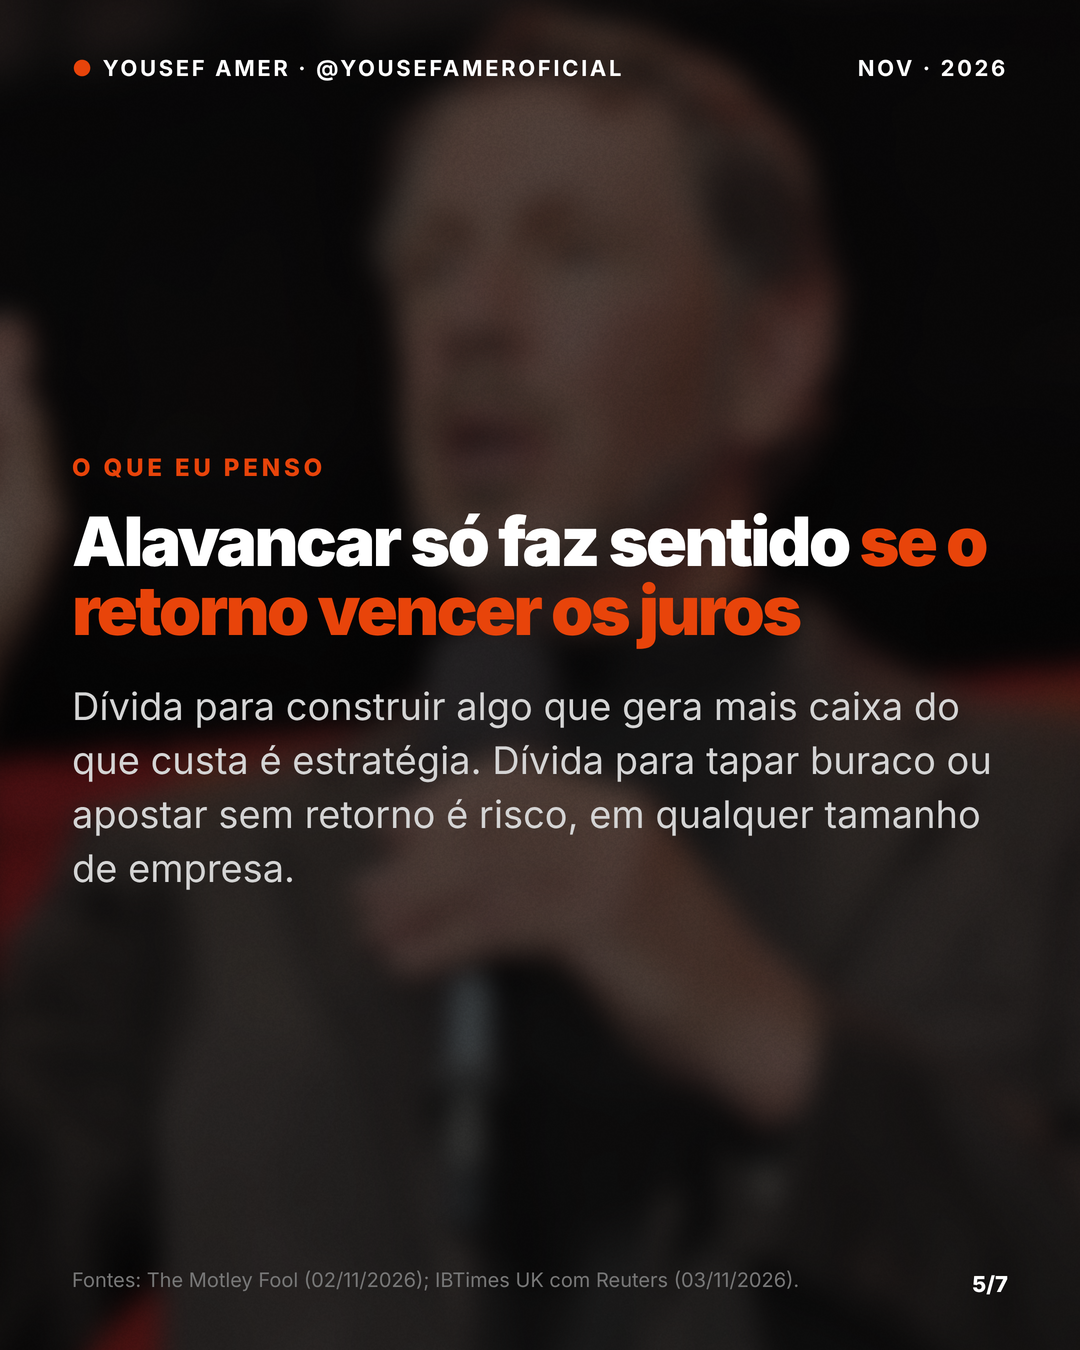 YOUSEF AMER · @YOUSEFAMEROFICIAL
NOV · 2026
O QUE EU PENSO
Alavancar só faz sentido se o
retorno vencer os juros
Dívida para construir algo que gera mais caixa do
que custa é estratégia. Dívida para tapar buraco ou
apostar sem retorno é risco, em qualquer tamanho
de empresa.
Fontes: The Motley Fool (02/11/2026); IBTimes UK com Reuters (03/11/2026).
5/7